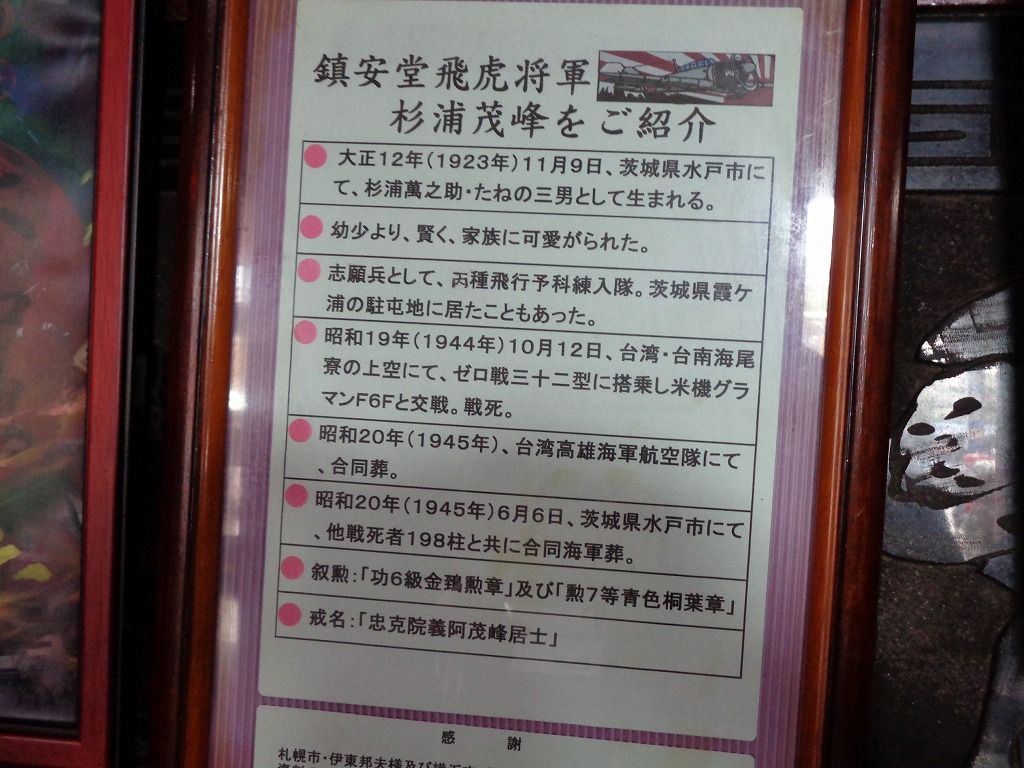 鎮安堂飛虎将軍
杉浦茂峰をご紹介
大正12年(1923年)11月9日、茨城県水戸市に
て、杉浦萬之助・たねの三男として生まれる。
幼少より、賢く、家族に可愛がられた。
志願兵として、丙種飛行予科練入隊。茨城県霞ケ
浦の駐屯地に居たこともあった。
昭和19年(1944年)10月12日、台湾・台南海尾
寮の上空にて、ゼロ戦三十二型に搭乗し米機グラ
マンF6Fと交戦。戦死。
昭和20年(1945年)、台湾高雄海軍航空隊にて
、合同葬。
昭和20年(1945年)6月6日、茨城県水戸市にて
、他戦死者198柱と共に合同海軍葬。
叙勲:「功6級金鵄勲章」及び「勲7等青色桐葉章」
戒名:「忠克院義阿茂峰居士」
感 謝
札幌市・伊東邦夫様及び